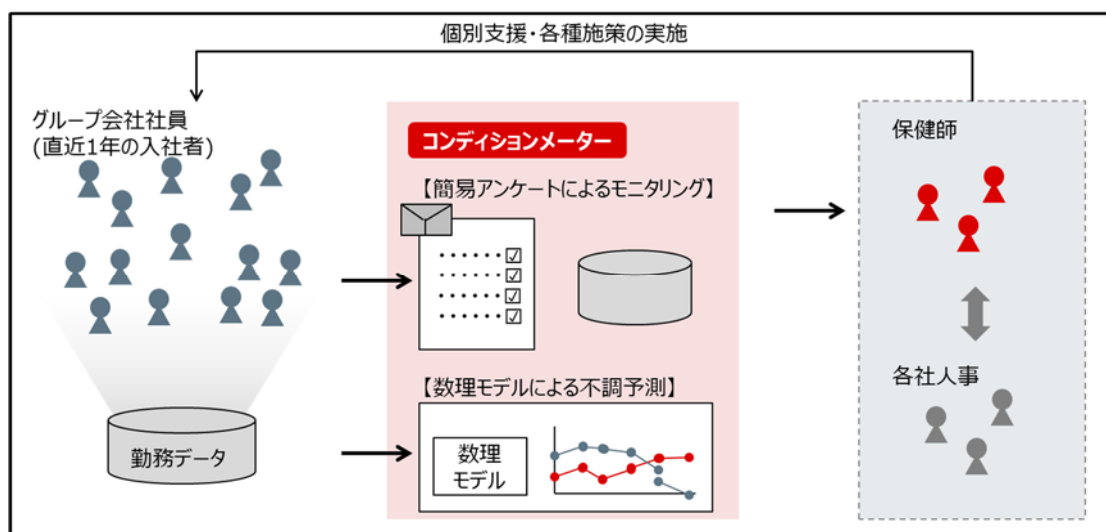 個別支援・各種施策の実施
グループ会社社員
(直近1年の入社者)
コンディションメーター
【簡易アンケートによるモニタリング】
【数理モデルによる不調予測】
勤務データ
数理
モデル
保健師
各社人事